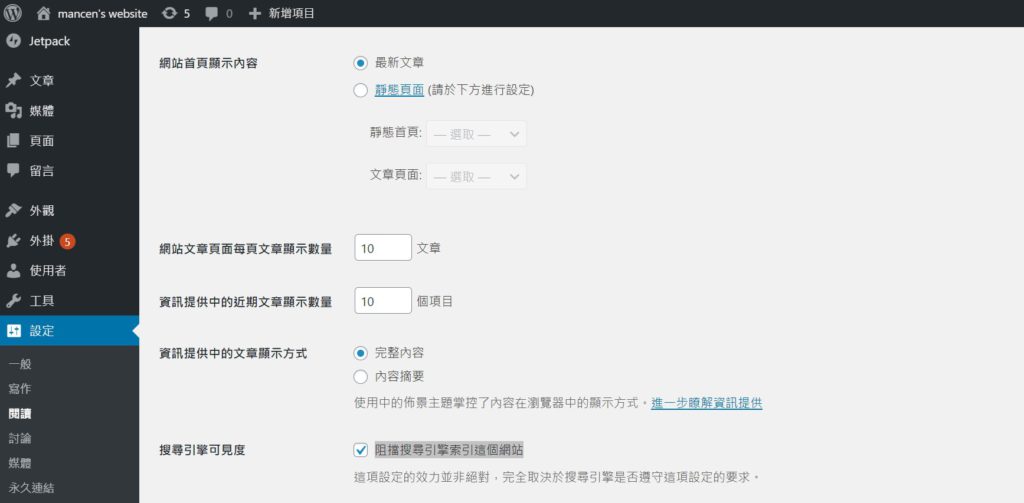 mancen's website 5 0 新增項目
Jetpack
文章
媒體
頁面
留言
外觀
外掛 5
使用者
工具
設定
一般
寫作
閱讀
討論
媒體
永久連結
網站首頁顯示內容
最新文章
靜態頁面 (請於下方進行設定)
靜態首頁: — 選取 —
文章頁面: — 選取 —
網站文章頁面每頁文章顯示數量 10 文章
資訊提供中的近期文章顯示數量 10 個項目
資訊提供中的文章顯示方式
完整內容
內容摘要
使用中的佈景主題掌控了內容在瀏覽器中的顯示方式。進一步瞭解資訊提供
搜尋引擎可見度
阻擋搜尋引擎索引這個網站
這項設定的效力並非絕對，完全取決於搜尋引擎是否遵守這項設定的要求。